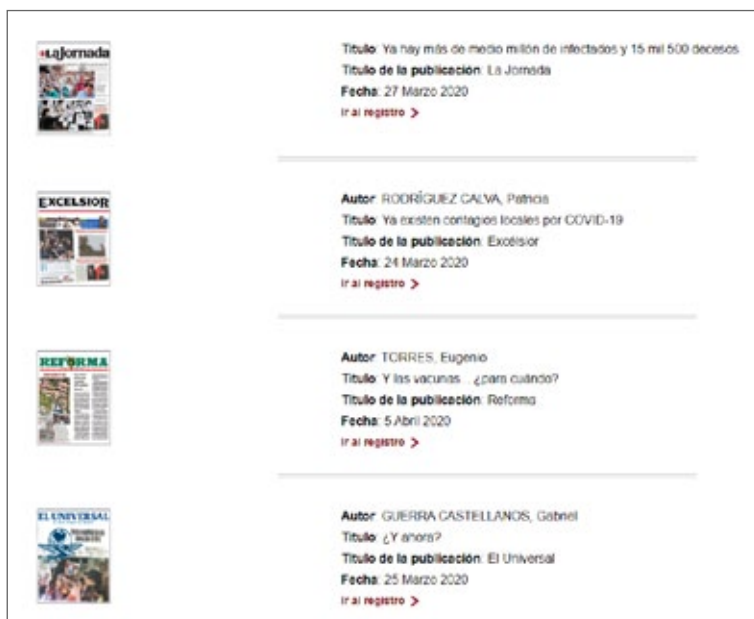 La Jornada
Título: Ya hay más de medio millón de infectados y 15 mil 500 decesos
Título de la publicación: La Jornada
Fecha: 27 Marzo 2020
Ir al registro >
EXCELSIOR
Autor: RODRÍGUEZ CALVA, Patricia
Título: Ya existen contagios locales por COVID-19
Título de la publicación: Excélsior
Fecha: 24 Marzo 2020
Ir al registro >
REFORMA
Autor: TORRES, Eugenio
Título: Y las vacunas... ¿para cuándo?
Título de la publicación: Reforma
Fecha: 5 Abril 2020
Ir al registro >
EL UNIVERSAL
Autor: GUERRA CASTELLANOS, Gabriel
Título: ¿Y ahora?
Título de la publicación: El Universal
Fecha: 25 Marzo 2020
Ir al registro >